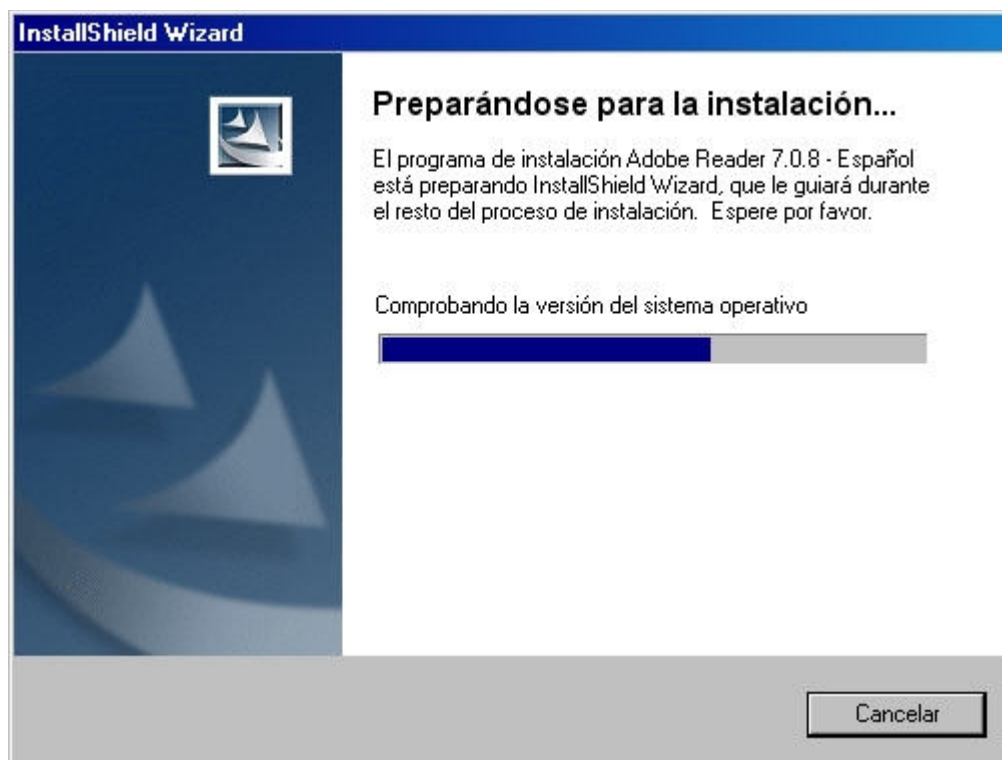 InstallShield Wizard
Preparándose para la instalación...
El programa de instalación Adobe Reader 7.0.8 - Español
está preparando InstallShield Wizard, que le guiará durante
el resto del proceso de instalación.  Espere por favor.
Comprobando la versión del sistema operativo
Cancelar